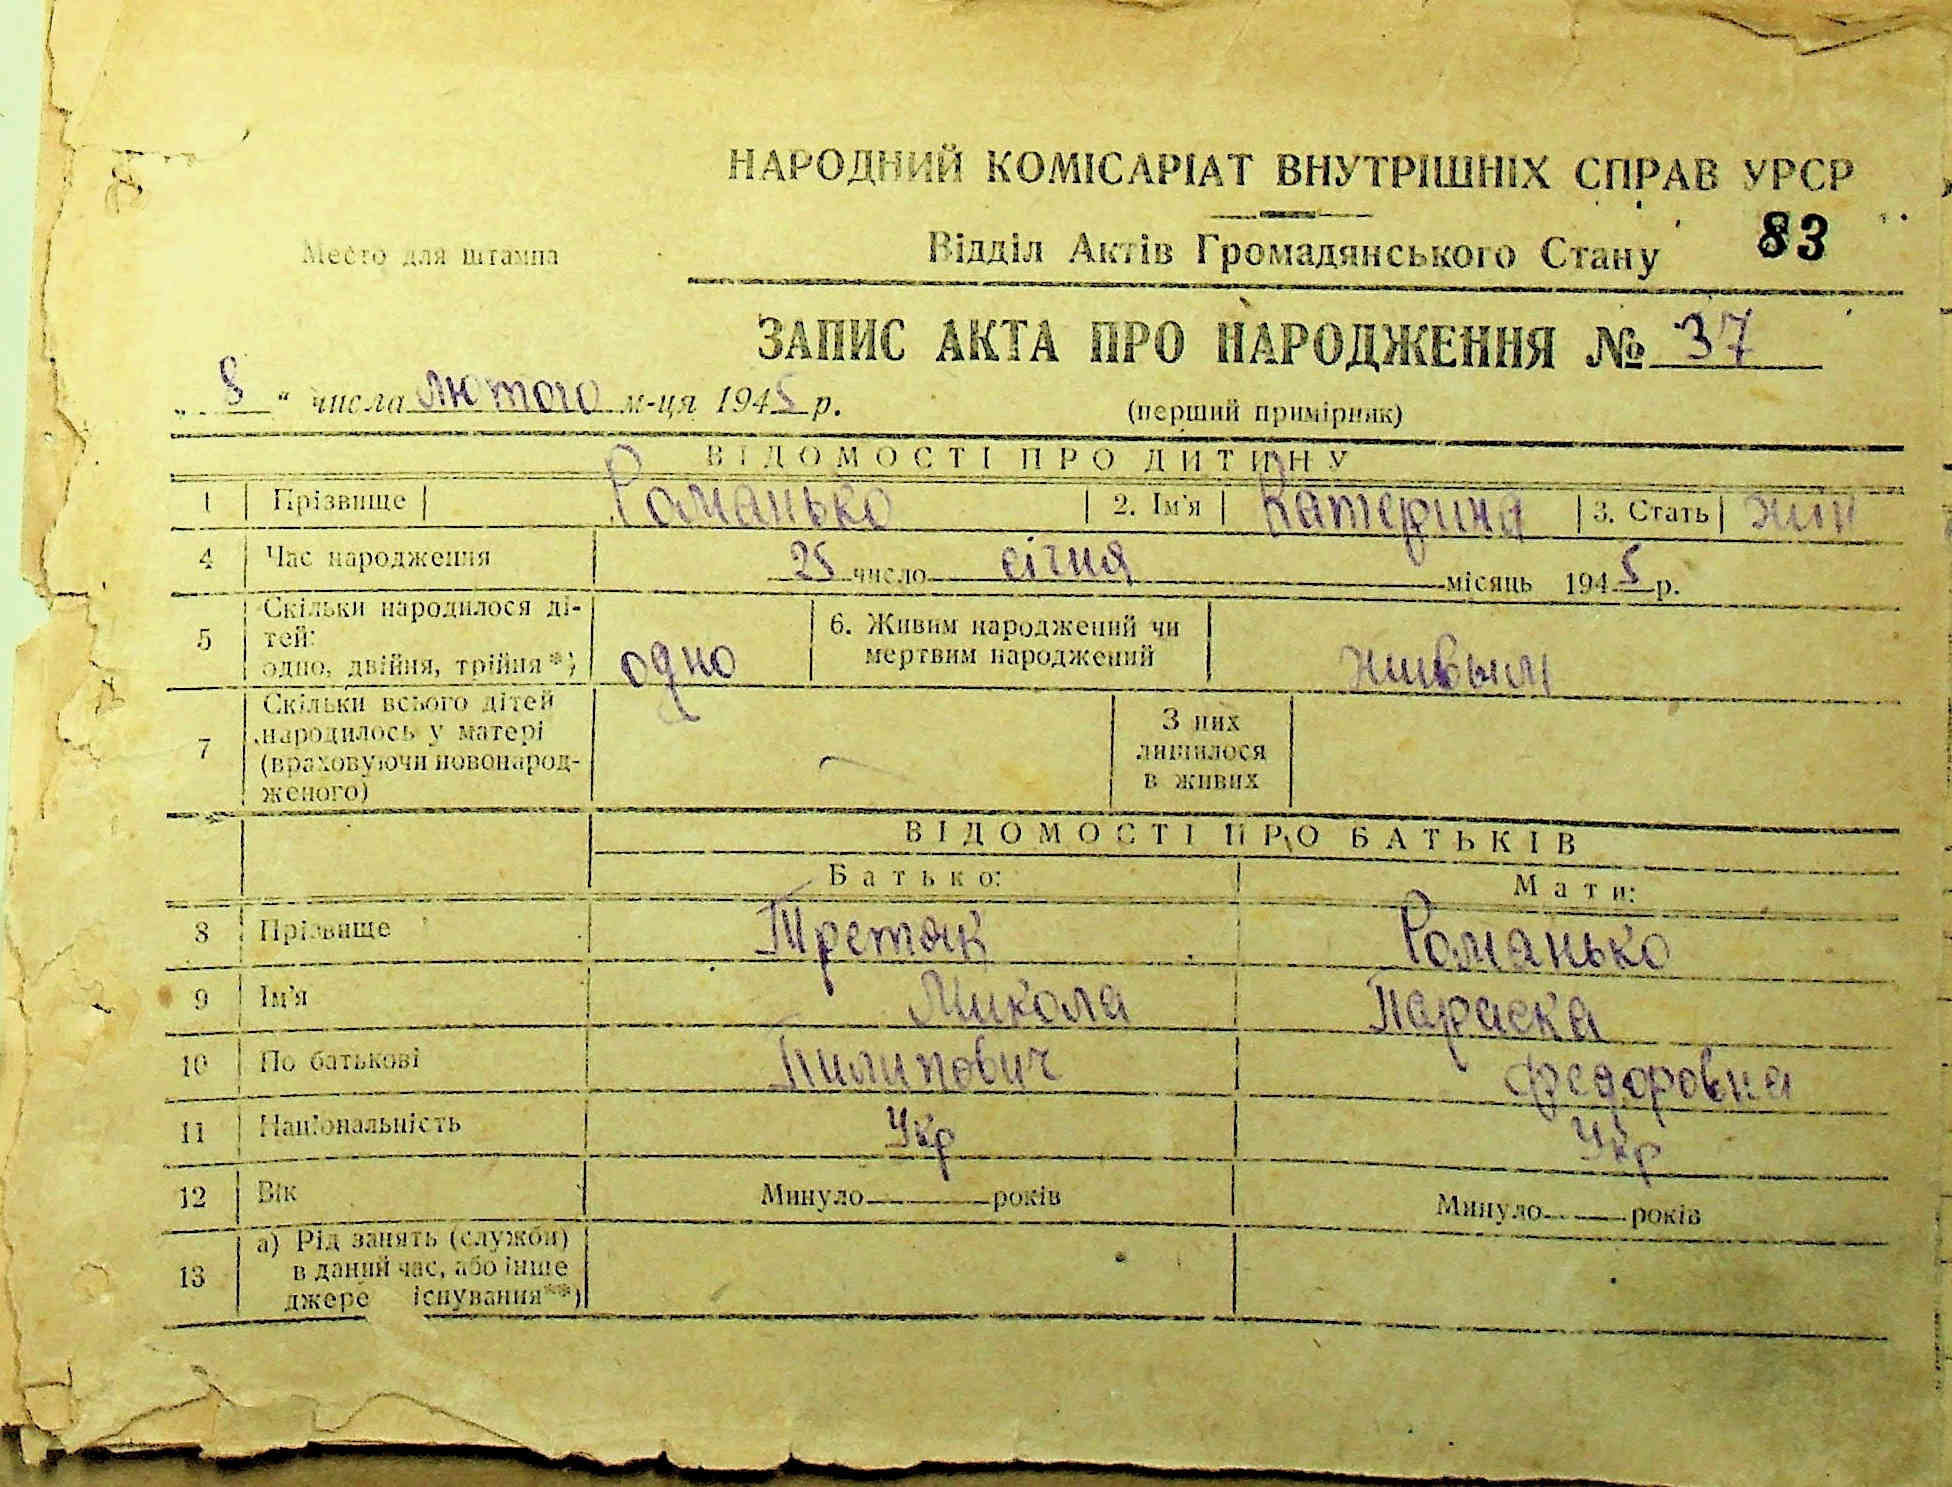 НАРОДНИЙ КОМІСАРІАТ ВНУТРІШНІХ СПРАВ УРСР
Место для штампа
Відділ Актів Громадянського Стану 83
ЗАПИС АКТА ПРО НАРОДЖЕННЯ № 37
„8“ числа лютого м-ця 1945 р. (перший примірник)
ВІДОМОСТІ ПРО ДИТИНУ
1 Прізвище Романько 2. Ім'я Катерина 3. Стать жін
4 Час народження 25 число січня місяць 1945 р.
5 Скільки народилося ді-
тей:
одно, двійня, трійня*) одно 6. Живим народжений чи
мертвим народжений живым
7 Скільки всього дітей
народилось у матері
(враховуючи новонарод-
женого) —
З них
лишилося
в живих
ВІДОМОСТІ ПРО БАТЬКІВ
Батько: Мати:
8 Прізвище Третяк Романько
9 Ім'я Микола Параска
10 По батькові Пилипович Федоровна
11 Національність Укр Укр
12 Вік Минуло років Минуло років
13 а) Рід занять (служби)
в даний час, або інше
джере існування**)